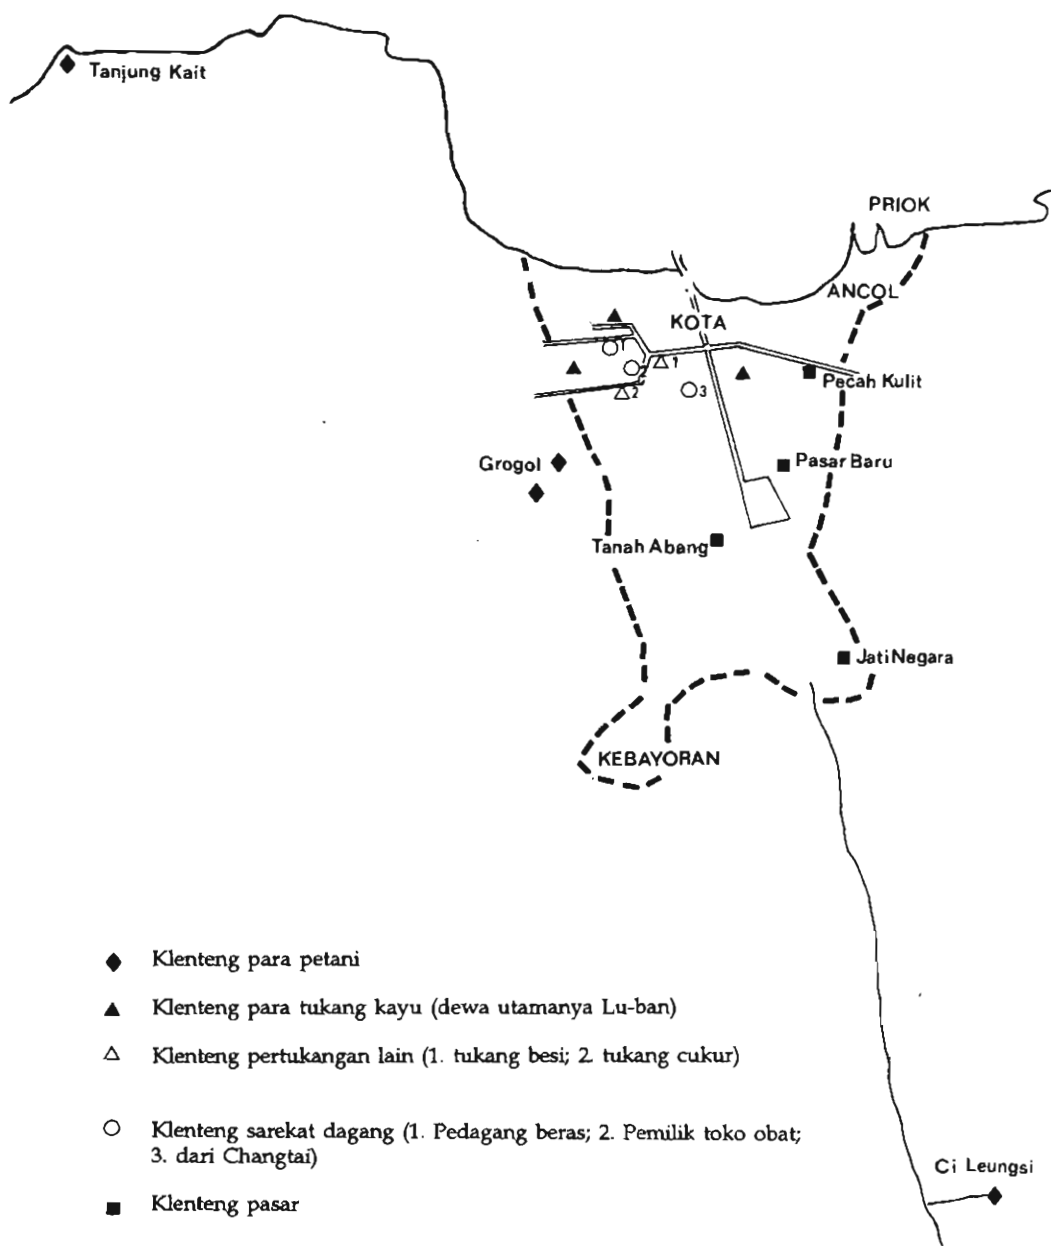 Tanjung Kait
PRIOK
ANCOL
KOTA
1
2
1
2
3
Pecah Kulit
Grogol
Pasar Baru
Tanah Abang
Jati Negara
KEBAYORAN
Klenteng para petani
Klenteng para tukang kayu (dewa utamanya Lu-ban)
Klenteng pertukangan lain (1. tukang besi; 2. tukang cukur)
Klenteng sarekat dagang (1. Pedagang beras; 2. Pemilik toko obat;
3. dari Changtai)
Ci Leungsi
Klenteng pasar